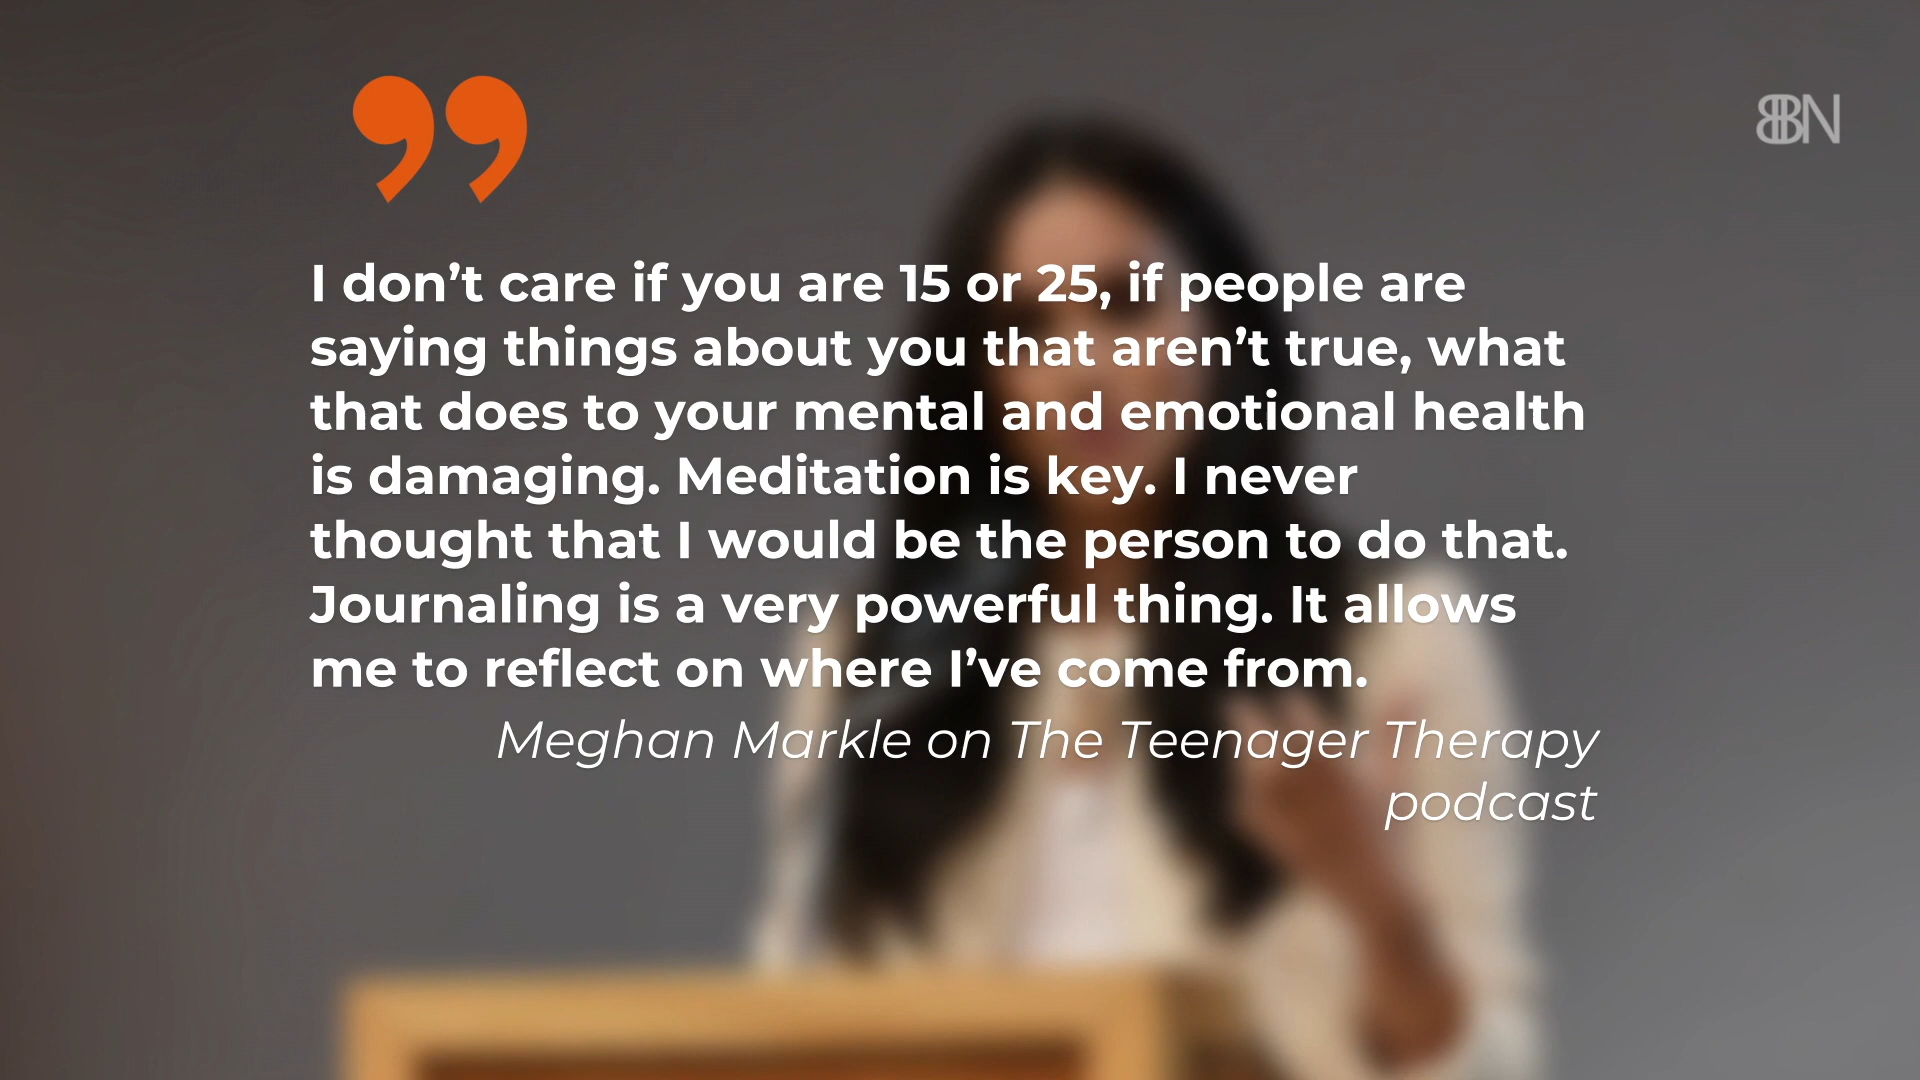 ”
BBN
I don’t care if you are 15 or 25, if people are
saying things about you that aren’t true, what
that does to your mental and emotional health
is damaging. Meditation is key. I never
thought that I would be the person to do that.
Journaling is a very powerful thing. It allows
me to reflect on where I’ve come from.
Meghan Markle on The Teenager Therapy
podcast